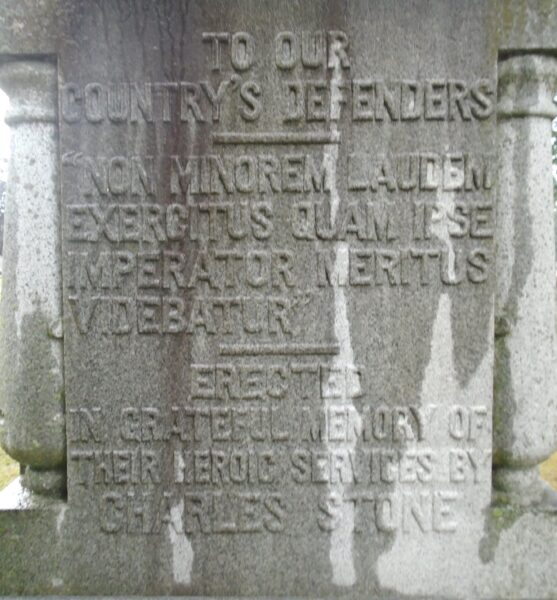 TO OUR
COUNTRY'S DEFENDERS
"NON MINOREM LAUDEM
EXERCITUS QUAM IPSE
IMPERATOR MERITUS
VIDEBATUR"
ERECTED
IN GRATEFUL MEMORY OF
THEIR HEROIC SERVICES BY
CHARLES STONE